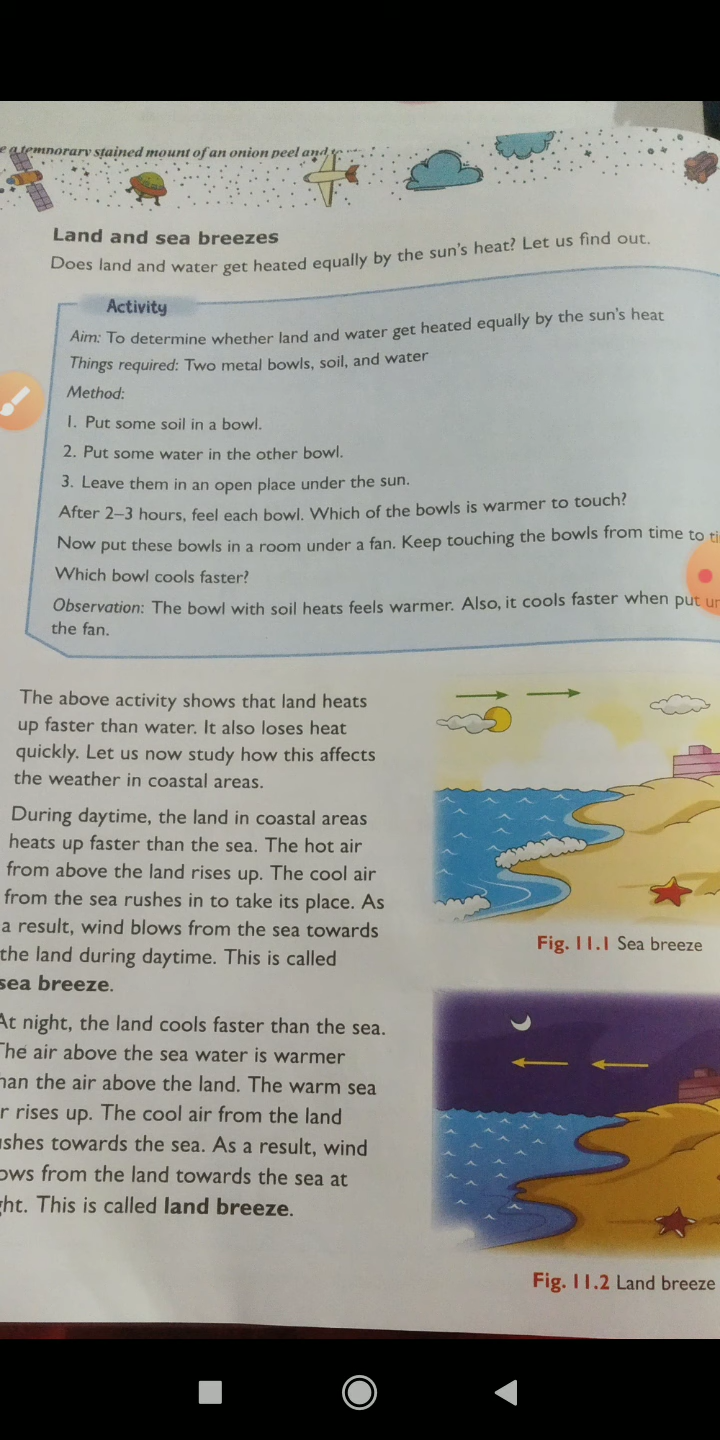 temporary stained mount of an onion peel and
Land and sea breezes
Does land and water get heated equally by the sun's heat? Let us find out.
Activity
Aim: To determine whether land and water get heated equally by the sun's heat
Things required: Two metal bowls, soil, and water
Method:
1. Put some soil in a bowl.
2. Put some water in the other bowl.
3. Leave them in an open place under the sun.
After 2–3 hours, feel each bowl. Which of the bowls is warmer to touch?
Now put these bowls in a room under a fan. Keep touching the bowls from time to
Which bowl cools faster?
Observation: The bowl with soil heats feels warmer. Also, it cools faster when put
the fan.
The above activity shows that land heats
up faster than water. It also loses heat
quickly. Let us now study how this affects
the weather in coastal areas.
During daytime, the land in coastal areas
heats up faster than the sea. The hot air
from above the land rises up. The cool air
from the sea rushes in to take its place. As
a result, wind blows from the sea towards
the land during daytime. This is called
sea breeze.
Fig. 11.1 Sea breeze
At night, the land cools faster than the sea.
The air above the sea water is warmer
than the air above the land. The warm sea
rises up. The cool air from the land
towards the sea. As a result, wind
from the land towards the sea at
This is called land breeze.
Fig. 11.2 Land breeze